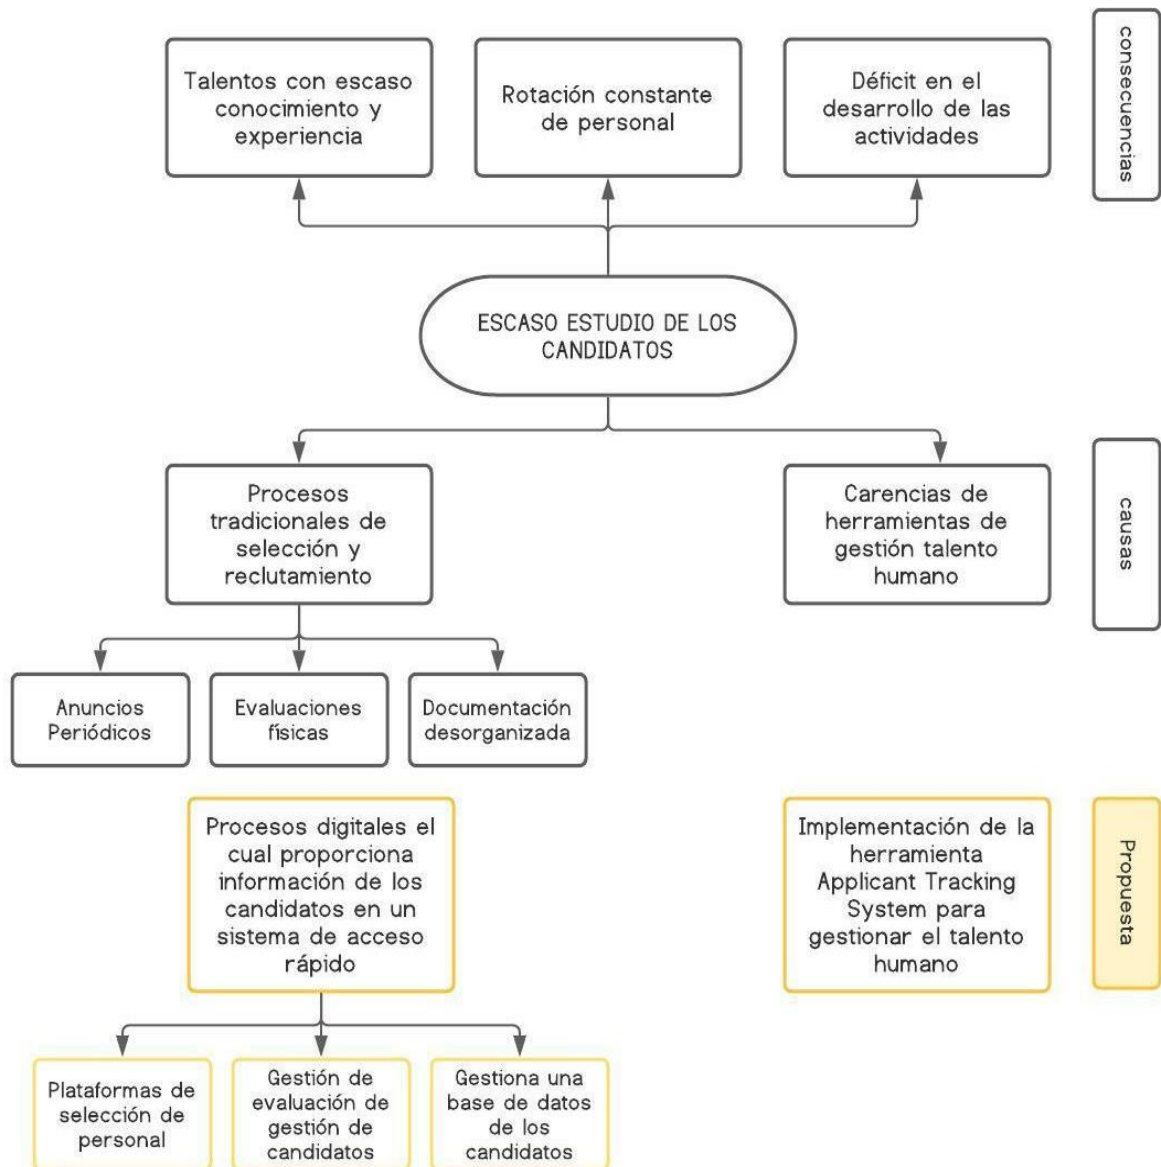 Talentos con escaso
conocimiento y
experiencia
Rotación constante
de personal
Déficit en el
desarrollo de las
actividades
consecuencias
ESCASO ESTUDIO DE LOS
CANDIDATOS
Procesos
tradicionales de
selección y
reclutamiento
Carencias de
herramientas de
gestión talento
humano
causas
Anuncios
Periódicos
Evaluaciones
físicas
Documentación
desorganizada
Procesos digitales el
cual proporciona
información de los
candidatos en un
sistema de acceso
rápido
Implementación de la
herramienta
Applicant Tracking
System para
gestionar el talento
humano
Propuesta
Plataformas de
selección de
personal
Gestión de
evaluación de
gestión de
candidatos
Gestiona una
base de datos
de los
candidatos